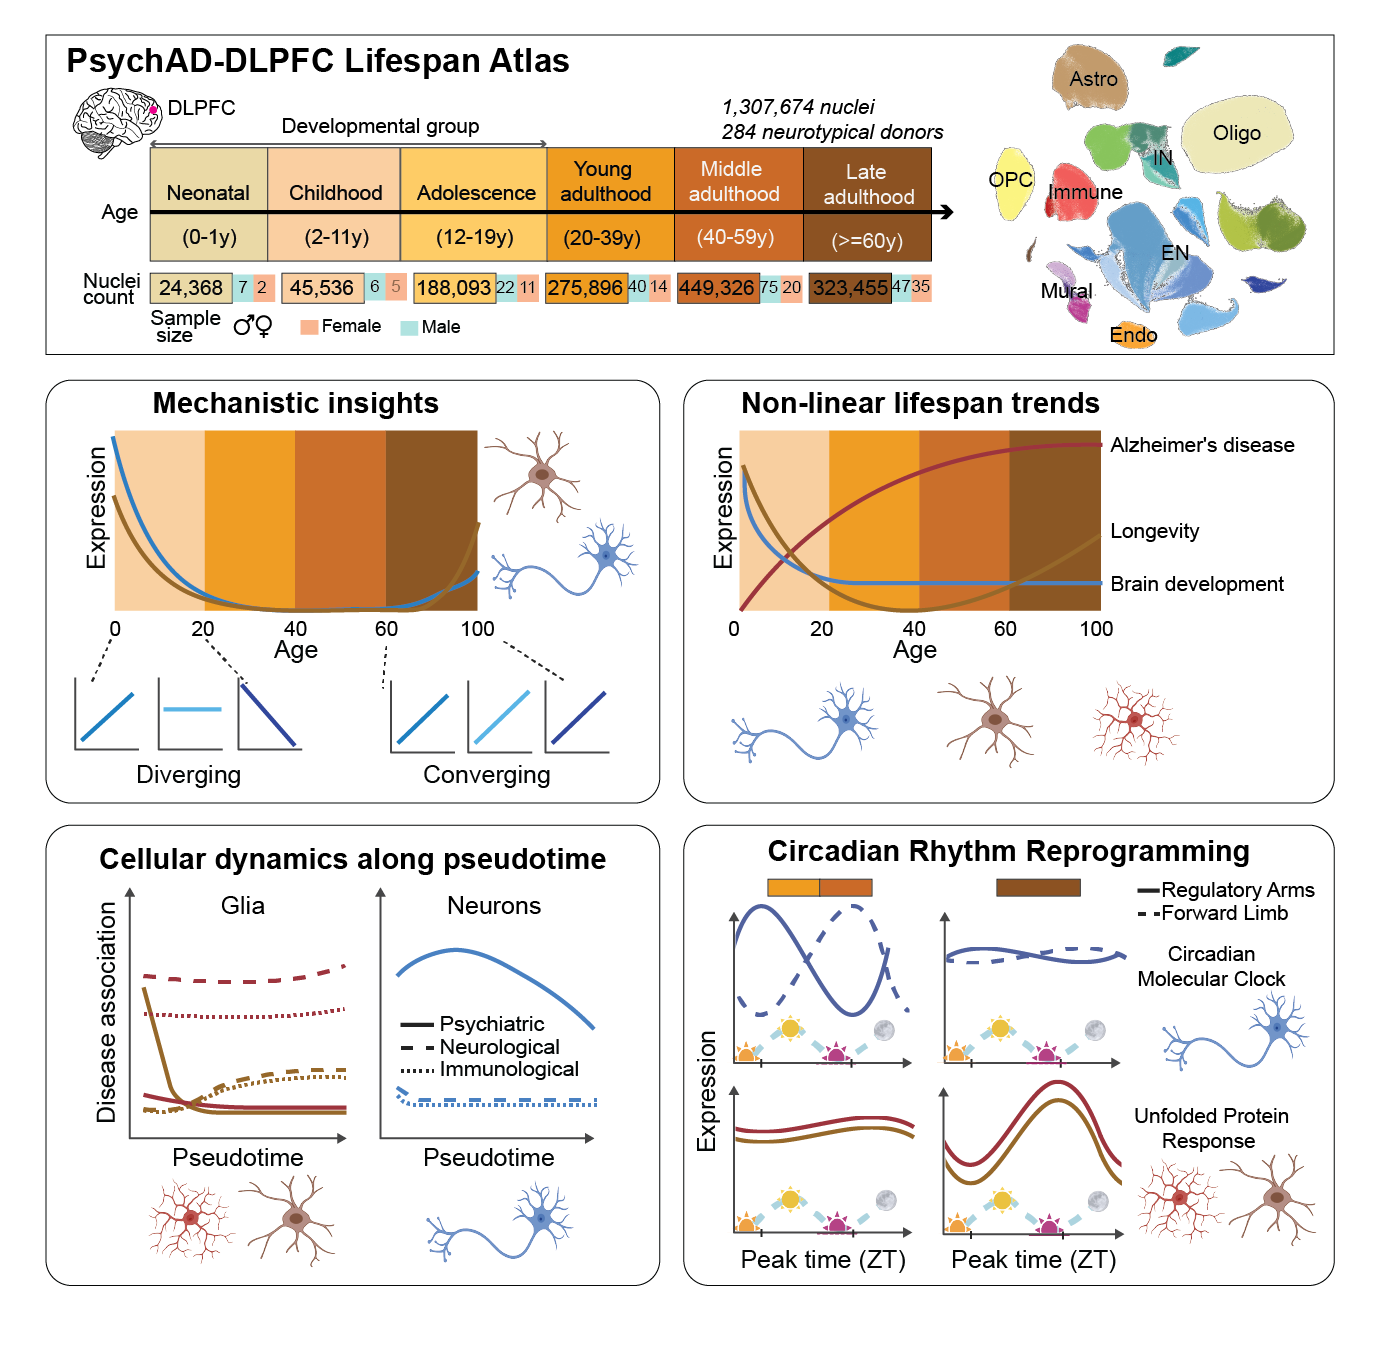 PsychAD-DLPFC Lifespan Atlas
DLPFC
Developmental group
1,307,674 nuclei
284 neurotypical donors
Age
Neonatal
(0-1y)
Childhood
(2-11y)
Adolescence
(12-19y)
Young
adulthood
(20-39y)
Middle
adulthood
(40-59y)
Late
adulthood
(>=60y)
Nuclei
count
24,368 7 2
45,536 6 5
188,093 22 11
275,896 40 14
449,326 75 20
323,455 47 35
Sample
size
♂♀
Female
Male
Astro
Oligo
IN
OPC
Immune
EN
Mural
Endo
Mechanistic insights
Expression
0 20 40 60 100
Age
Diverging
Converging
Non-linear lifespan trends
Expression
Alzheimer's disease
Longevity
Brain development
0 20 40 60 100
Age
Cellular dynamics along pseudotime
Disease association
Glia
Neurons
Psychiatric
Neurological
Immunological
Pseudotime
Pseudotime
Circadian Rhythm Reprogramming
Regulatory Arms
Forward Limb
Circadian
Molecular Clock
Expression
Unfolded Protein
Response
Peak time (ZT)
Peak time (ZT)